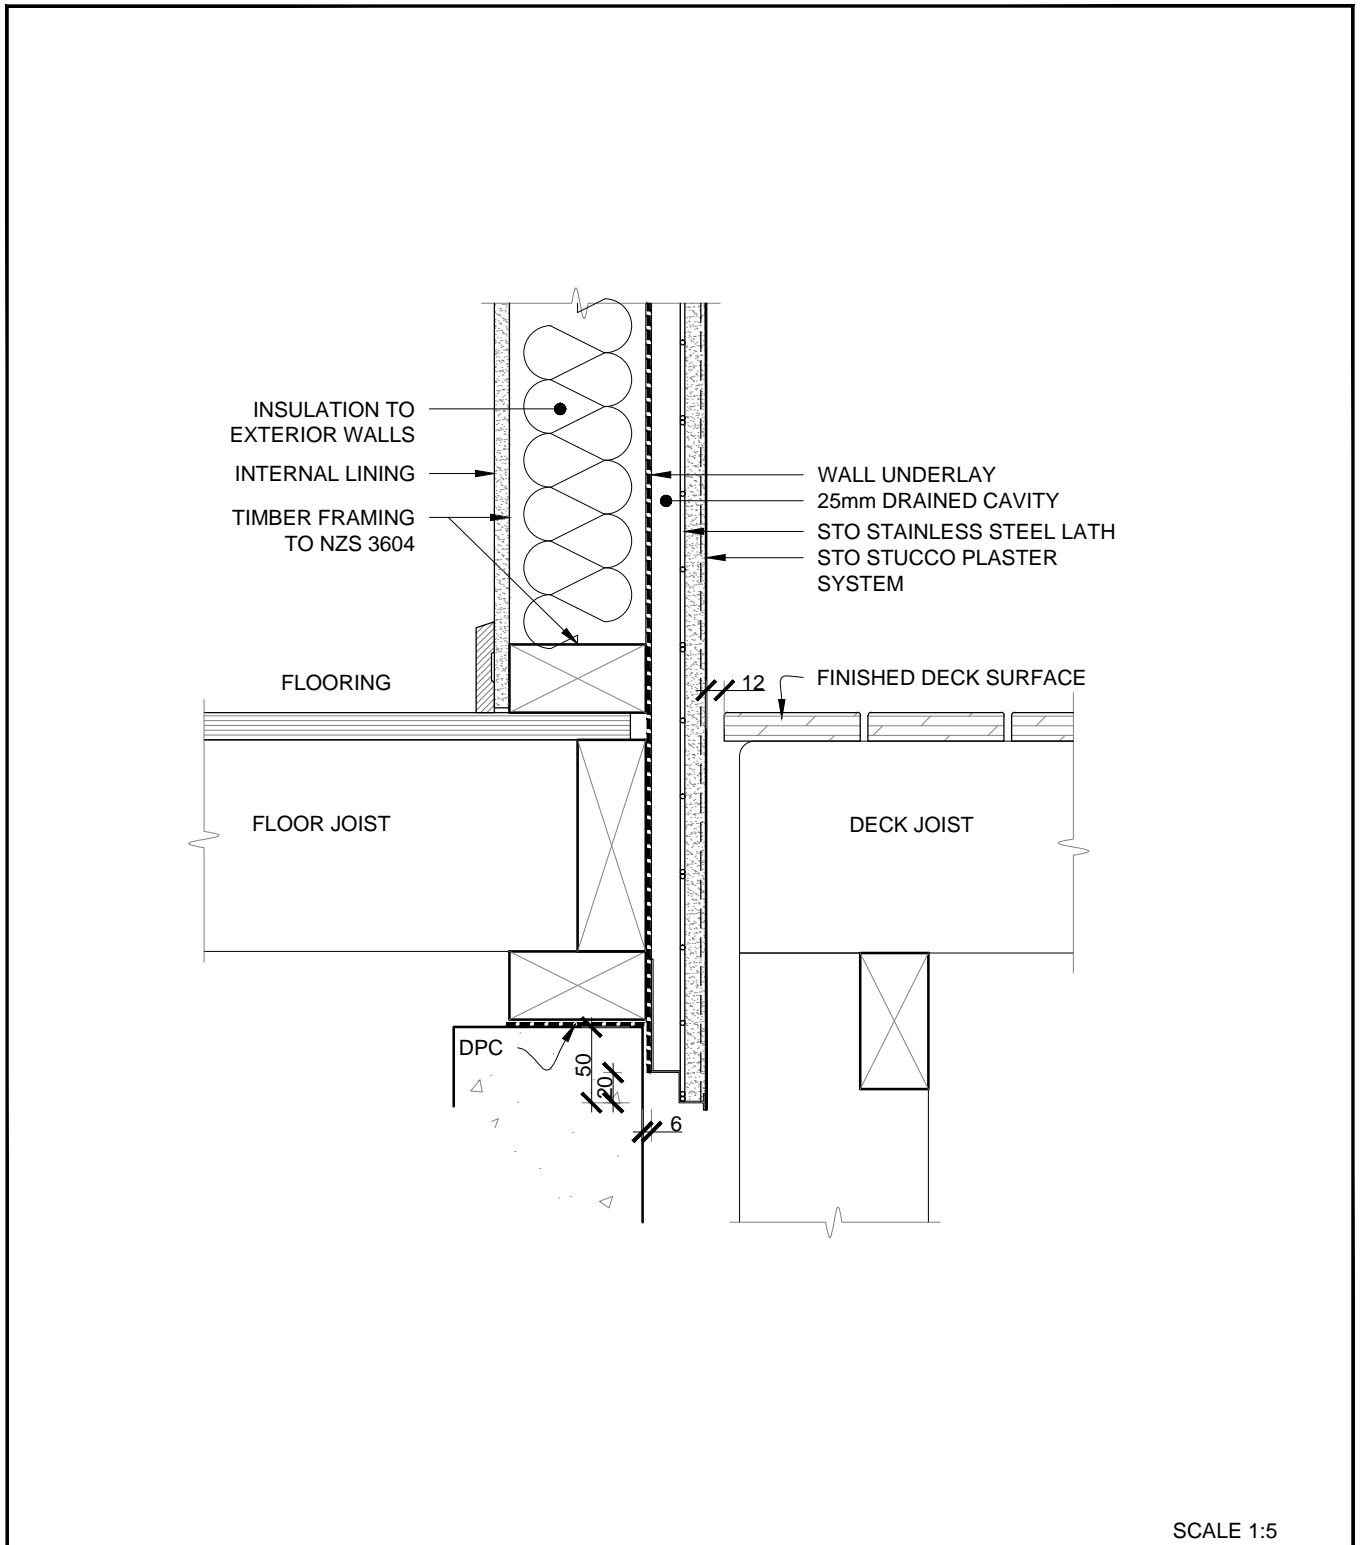 INSULATION TO
EXTERIOR WALLS
INTERNAL LINING
TIMBER FRAMING
TO NZS 3604
WALL UNDERLAY
25mm DRAINED CAVITY
STO STAINLESS STEEL LATH
STO STUCCO PLASTER
SYSTEM
FLOORING
12
FINISHED DECK SURFACE
FLOOR JOIST
DECK JOIST
DPC
50
20
6
SCALE 1:5